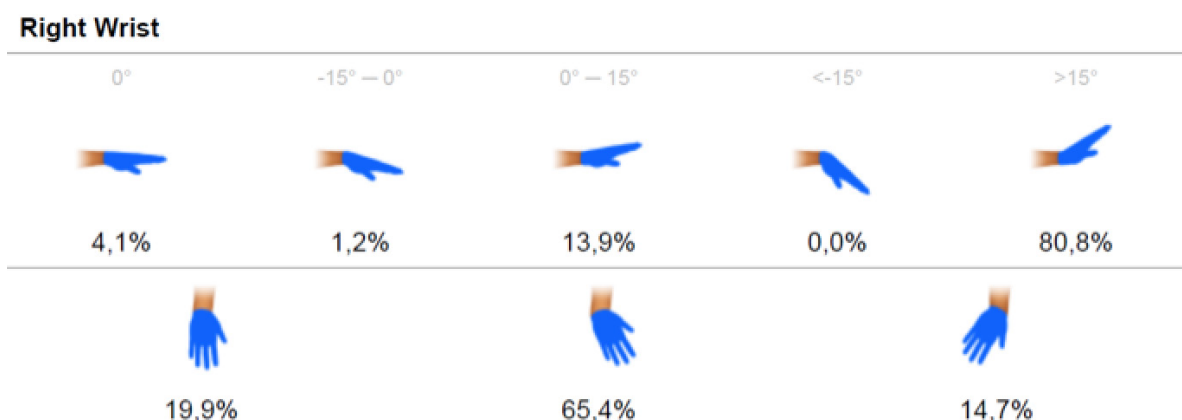 Right Wrist
0° -15° — 0° 0° — 15° <-15° >15°
4,1% 1,2% 13,9% 0,0% 80,8%
19,9% 65,4% 14,7%